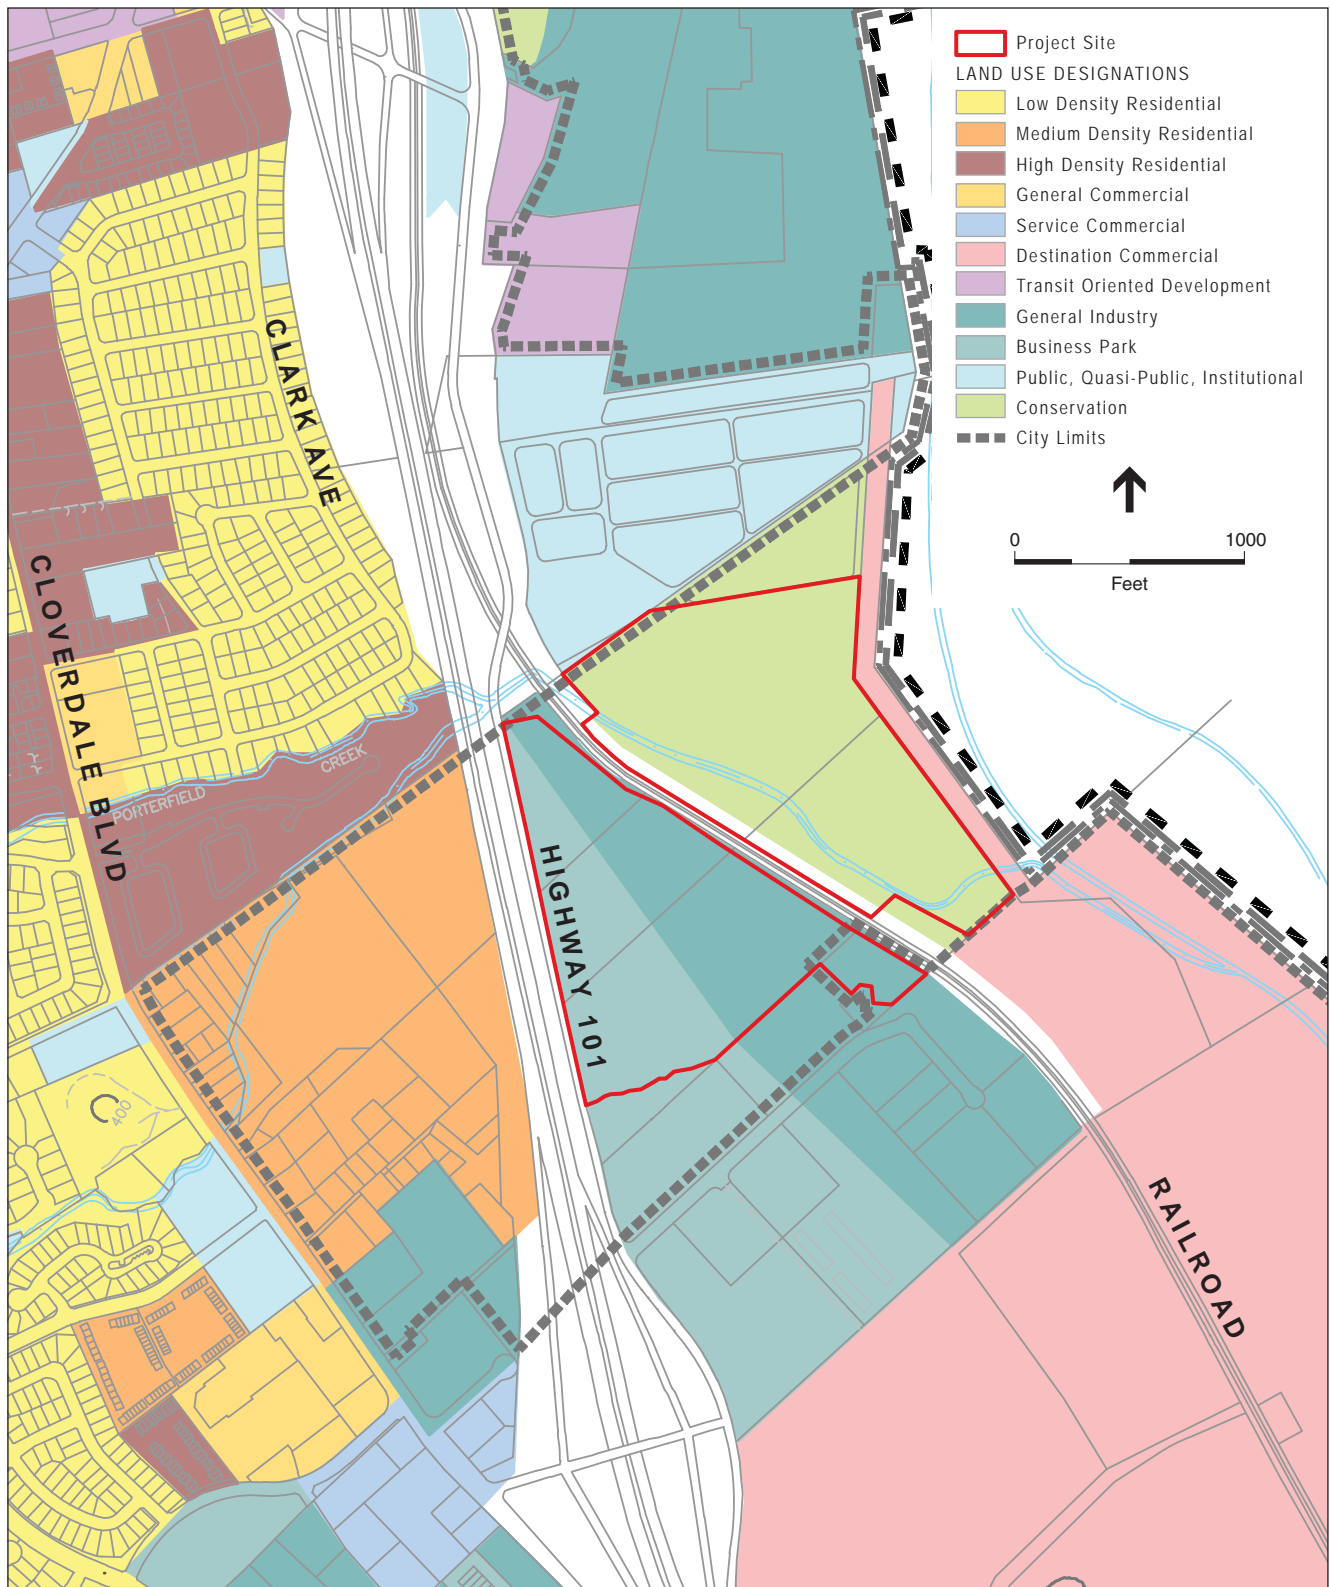 Project Site
LAND USE DESIGNATIONS
Low Density Residential
Medium Density Residential
High Density Residential
General Commercial
Service Commercial
Destination Commercial
Transit Oriented Development
General Industry
Business Park
Public, Quasi-Public, Institutional
Conservation
City Limits
0 1000
Feet
CLARK AVE
CLOVERDALE BLVD
PORTERFIELD CREEK
HIGHWAY 101
400
RAILROAD